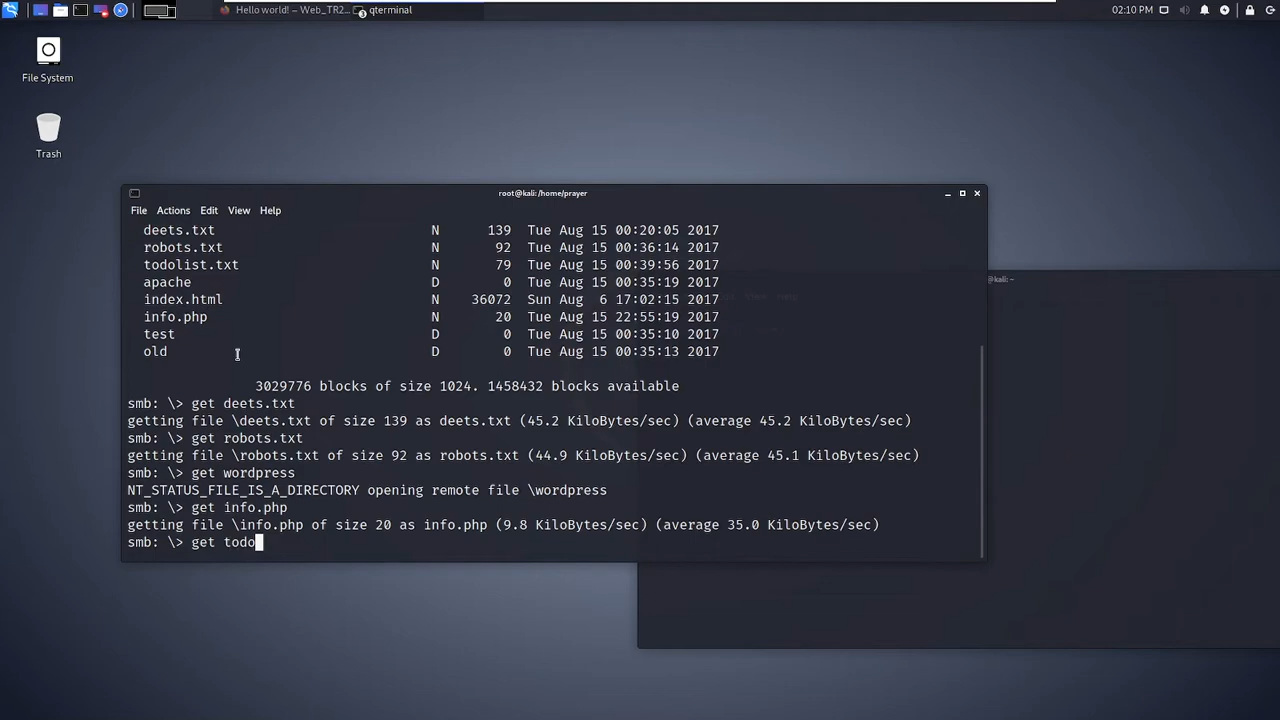 Hello world! – Web_TR2...
qterminal
02:10 PM
File System
Trash
root@kali: /home/prayer
File Actions Edit View Help
deets.txt N 139 Tue Aug 15 00:20:05 2017
robots.txt N 92 Tue Aug 15 00:36:14 2017
todolist.txt N 79 Tue Aug 15 00:39:56 2017
apache D 0 Tue Aug 15 00:35:19 2017
@kali: ~
index.html N 36072 Sun Aug 6 17:02:15 2017
info.php N 20 Tue Aug 15 22:55:19 2017
test D 0 Tue Aug 15 00:35:10 2017
old D 0 Tue Aug 15 00:35:13 2017
3029776 blocks of size 1024. 1458432 blocks available
smb: \> get deets.txt
getting file \deets.txt of size 139 as deets.txt (45.2 KiloBytes/sec) (average 45.2 KiloBytes/sec)
smb: \> get robots.txt
getting file \robots.txt of size 92 as robots.txt (44.9 KiloBytes/sec) (average 45.1 KiloBytes/sec)
smb: \> get wordpress
NT_STATUS_FILE_IS_A_DIRECTORY opening remote file \wordpress
smb: \> get info.php
getting file \info.php of size 20 as info.php (9.8 KiloBytes/sec) (average 35.0 KiloBytes/sec)
smb: \> get todo